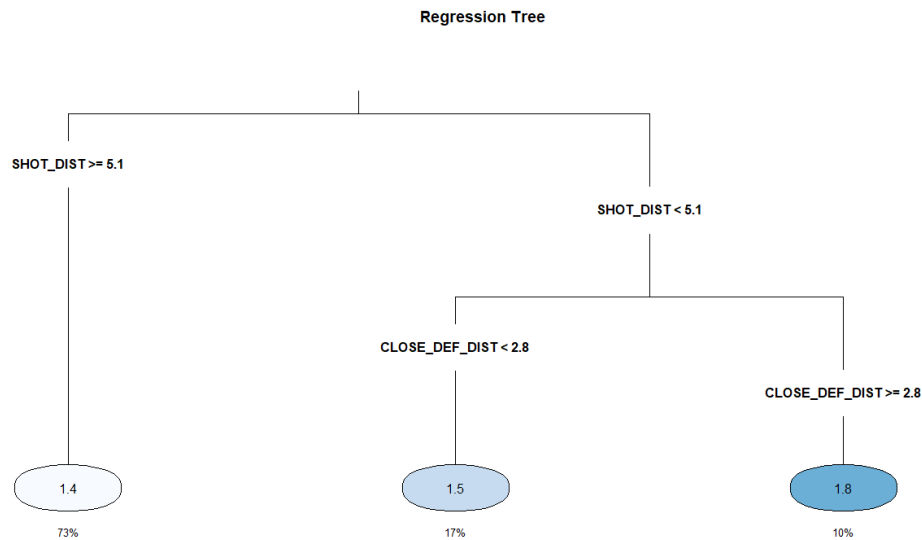 Regression Tree
SHOT_DIST >= 5.1
SHOT_DIST < 5.1
CLOSE_DEF_DIST < 2.8
CLOSE_DEF_DIST >= 2.8
1.4
1.5
1.8
73%
17%
10%